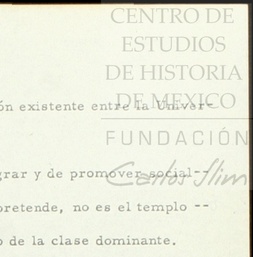 CENTRO DE
ESTUDIOS
DE HISTORIA
DE MEXICO
ón existente entre la Univer-
FUNDACIÓN
Carlos Slim
grar y de promover social--
pretende, no es el templo --
o de la clase dominante.